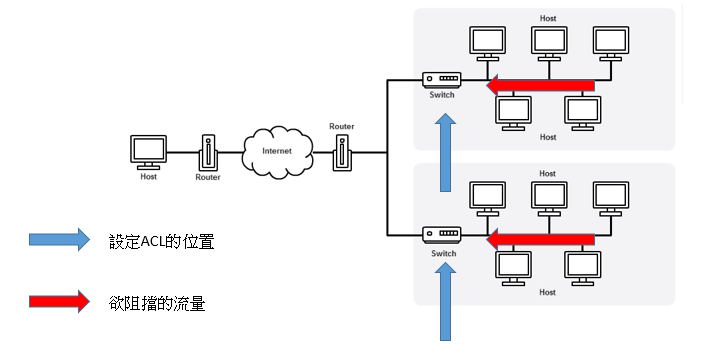 Host
Switch
Host
Router
Internet
Host
Router
Host
Switch
Host
設定ACL的位置
欲阻擋的流量